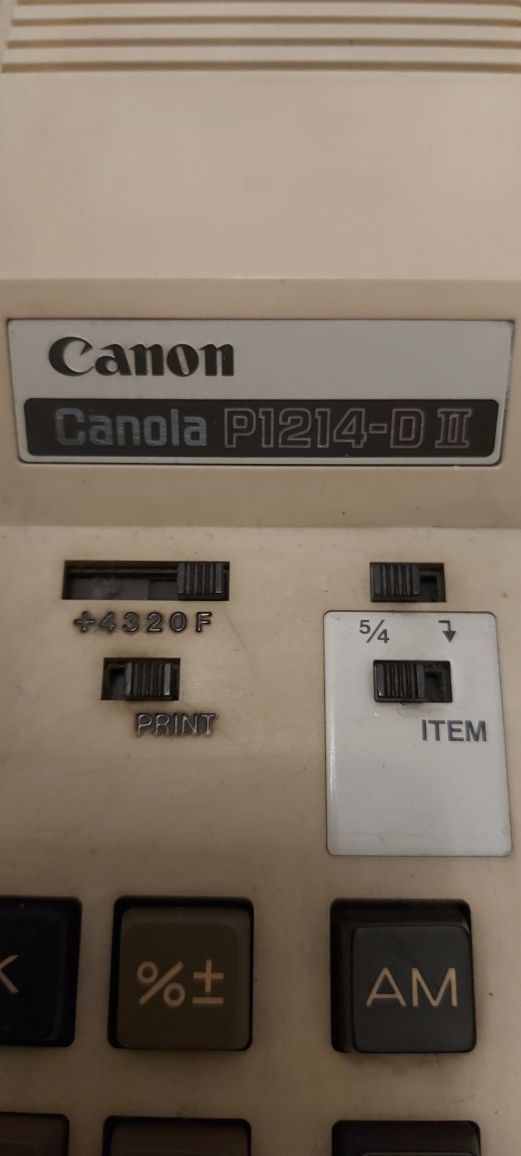 Canon
Canola P1214-D II
+4320F
5/4 ↴
PRINT
ITEM
K
%±
AM